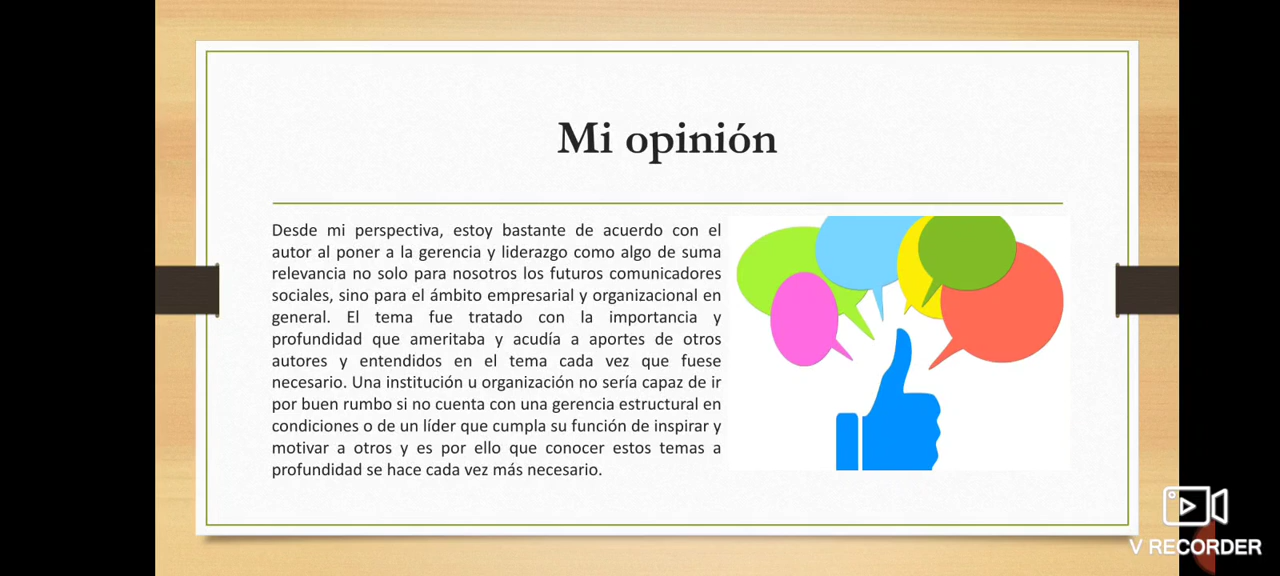 Mi opinión
Desde mi perspectiva, estoy bastante de acuerdo con el
autor al poner a la gerencia y liderazgo como algo de suma
relevancia no solo para nosotros los futuros comunicadores
sociales, sino para el ámbito empresarial y organizacional en
general. El tema fue tratado con la importancia y
profundidad que ameritaba y acudía a aportes de otros
autores y entendidos en el tema cada vez que fuese
necesario. Una institución u organización no sería capaz de ir
por buen rumbo si no cuenta con una gerencia estructural en
condiciones o de un líder que cumpla su función de inspirar y
motivar a otros y es por ello que conocer estos temas a
profundidad se hace cada vez más necesario.
V RECORDER